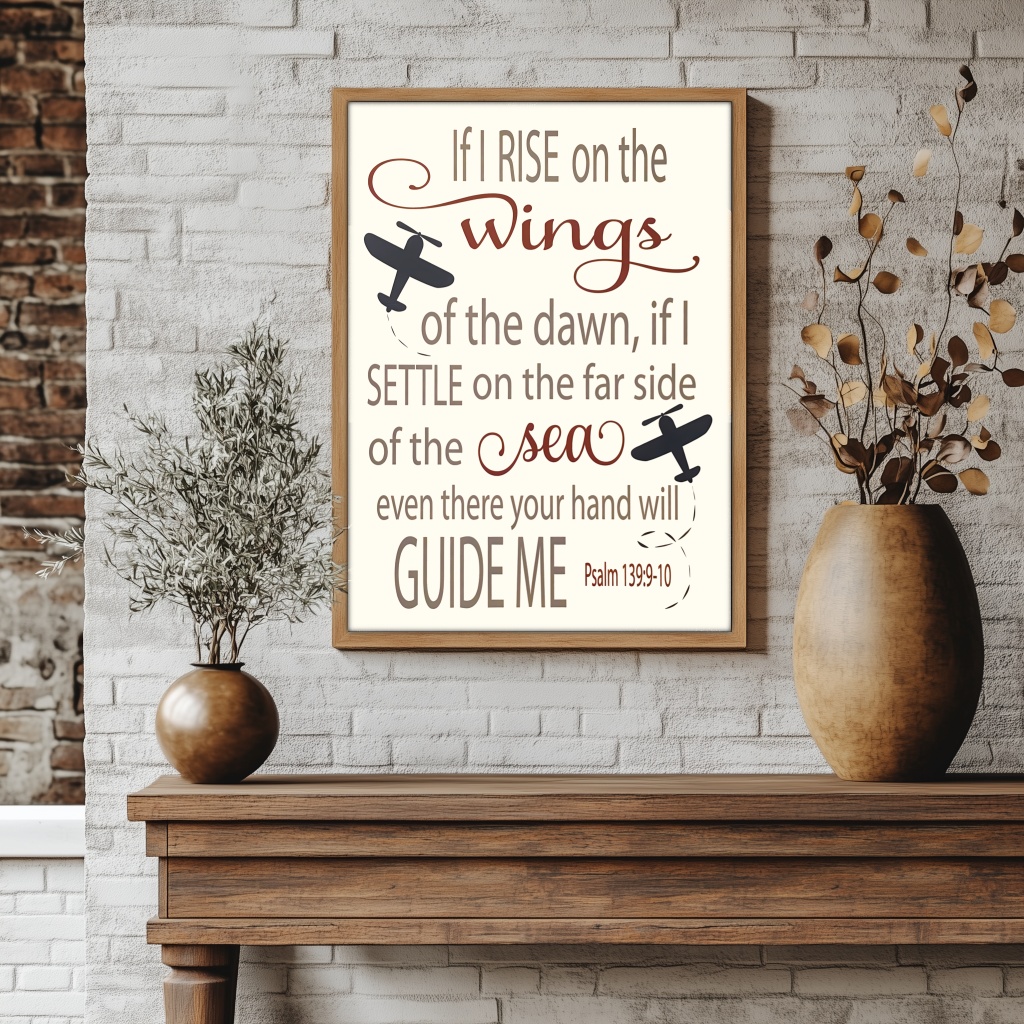 If I RISE on the
wings
of the dawn, if I
SETTLE on the far side
of the sea
even there your hand will
GUIDE ME Psalm 139:9-10